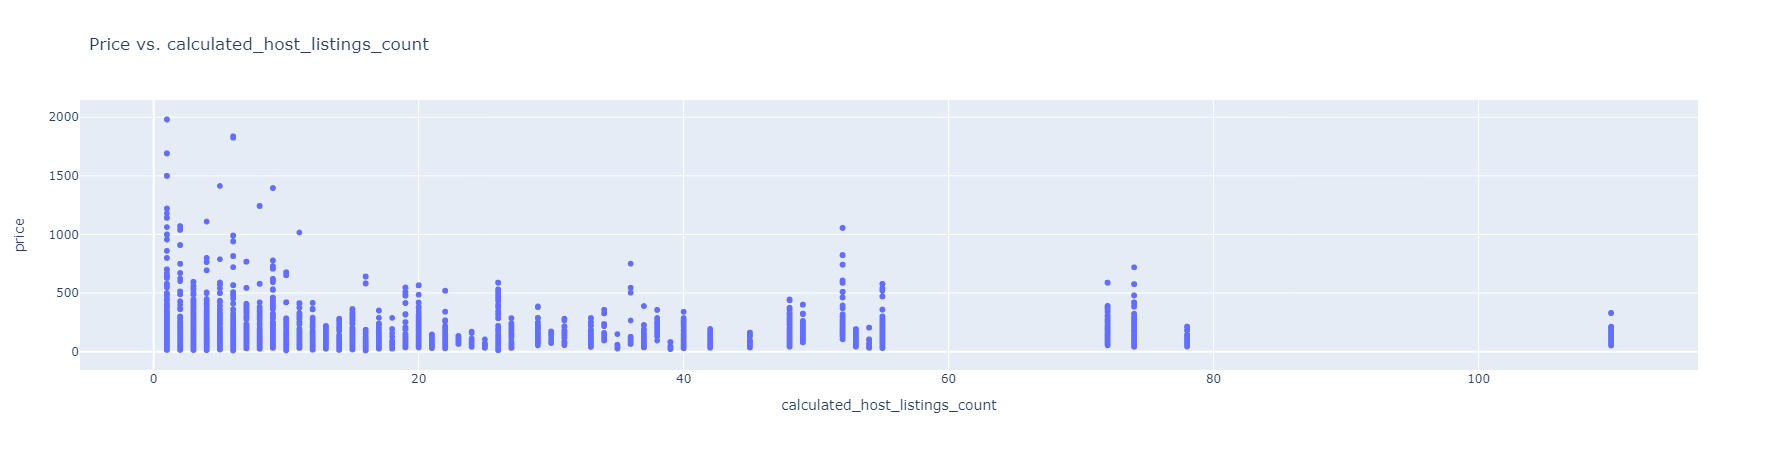 Price vs. calculated_host_listings_count
2000
1500
1000
500
0
price
0 20 40 60 80 100
calculated_host_listings_count